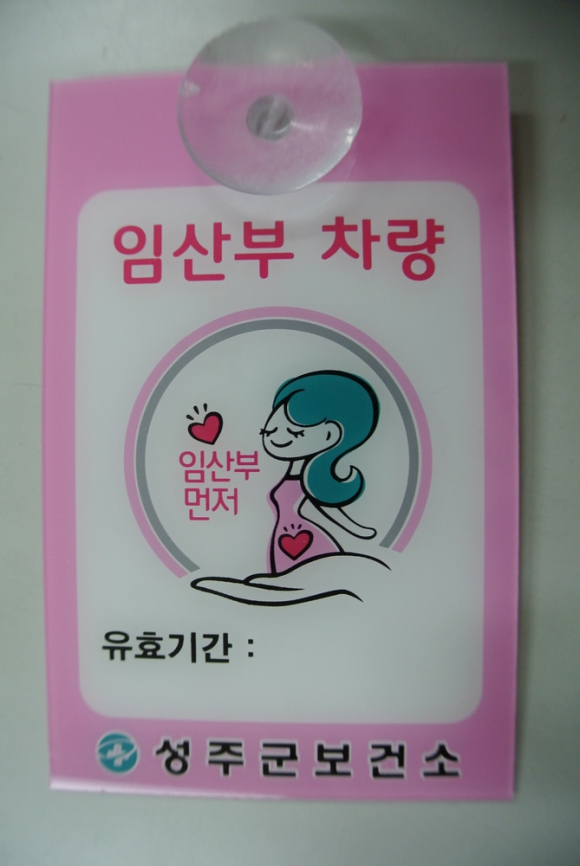 임산부 차량
임산부
먼저
유효기간 :
성주군보건소